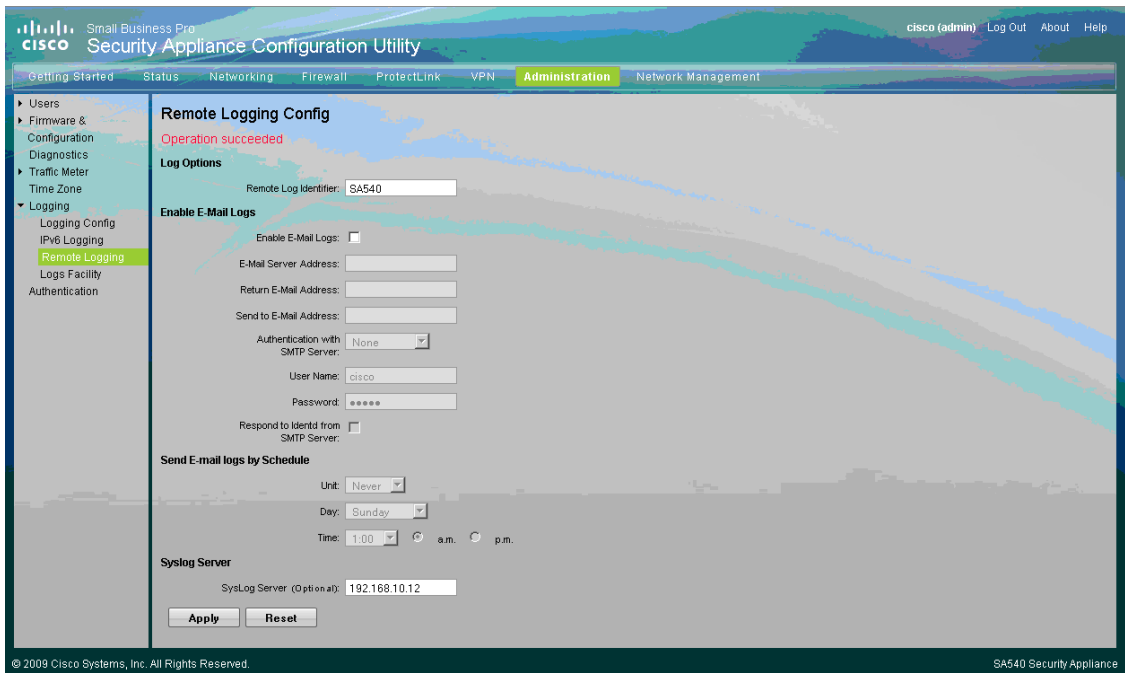 Small Business Pro
cisco Security Appliance Configuration Utility
cisco (admin) Log Out About Help
Getting Started Status Networking Firewall ProtectLink VPN Administration Network Management
Users
Firmware &
Configuration
Diagnostics
Traffic Meter
Time Zone
Logging
Logging Config
IPv6 Logging
Remote Logging
Logs Facility
Authentication
Remote Logging Config
Operation succeeded
Log Options
Remote Log Identifier: SA540
Enable E-Mail Logs
Enable E-Mail Logs:
E-Mail Server Address:
Return E-Mail Address:
Send to E-Mail Address:
Authentication with
SMTP Server: None
User Name: cisco
Password: •••••
Respond to Identd from
SMTP Server:
Send E-mail logs by Schedule
Unit: Never
Day: Sunday
Time: 1:00 a.m. p.m.
Syslog Server
SysLog Server (Optional): 192.168.10.12
Apply Reset
© 2009 Cisco Systems, Inc. All Rights Reserved.
SA540 Security Appliance